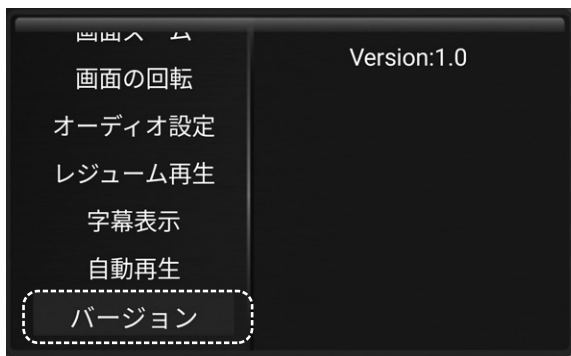 画面の回転
オーディオ設定
レジューム再生
字幕表示
自動再生
バージョン
Version:1.0